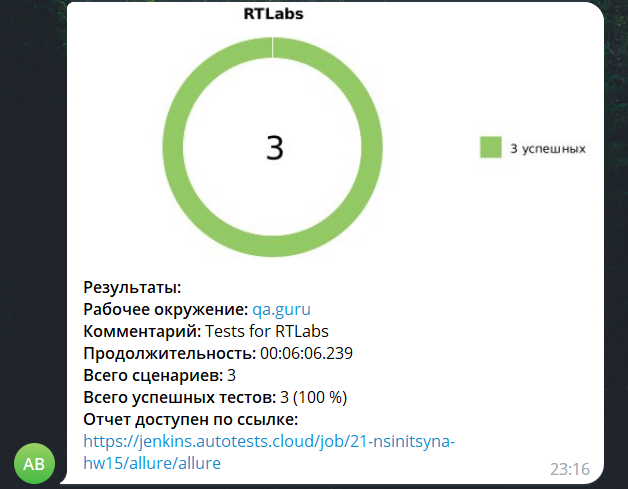 RTLabs
3
3 успешных
Результаты:
Рабочее окружение: qa.guru
Комментарий: Tests for RTLabs
Продолжительность: 00:06:06.239
Всего сценариев: 3
Всего успешных тестов: 3 (100 %)
Отчет доступен по ссылке:
https://jenkins.autotests.cloud/job/21-nsinitsyna-
hw15/allure/allure
АВ
23:16